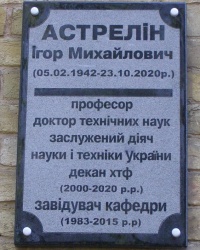 АСТРЕЛІН
Ігор Михайлович
(05.02.1942-23.10.2020р.)
професор
доктор технічних наук
заслужений діяч
науки і техніки України
декан хтф
(2000-2020 р.р.)
завідувач кафедри
(1983-2015 р.р)